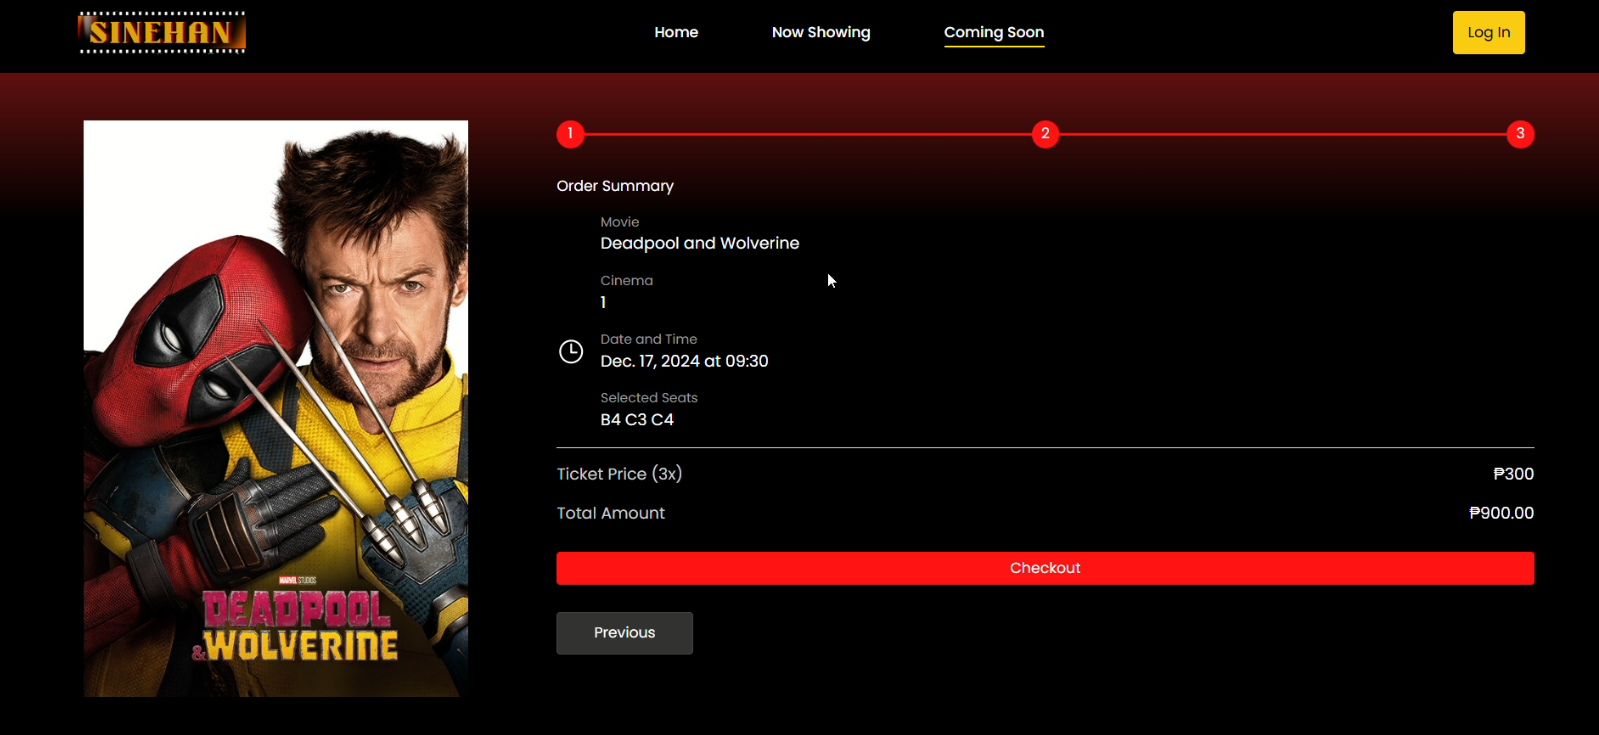 SINEHAN
Home
Now Showing
Coming Soon
Log In
1
2
3
Order Summary
Movie
Deadpool and Wolverine
Cinema
1
Date and Time
Dec. 17, 2024 at 09:30
Selected Seats
B4 C3 C4
Ticket Price (3x)
₱300
Total Amount
₱900.00
Checkout
Previous
MARVEL STUDIOS
DEADPOOL
&WOLVERINE